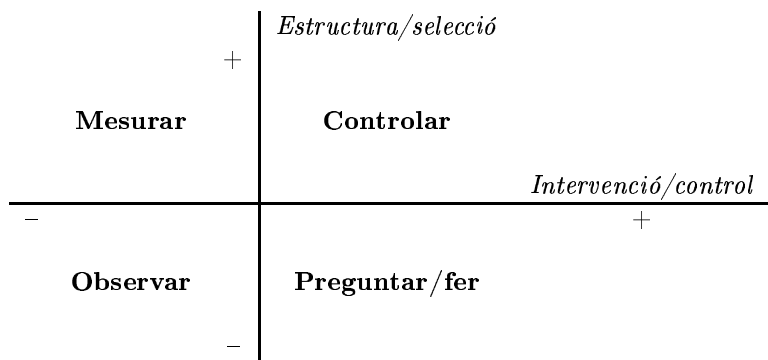 Estructura/selecció
+
Mesurar Controlar
Intervenció/control
− +
Observar Preguntar/fer
−